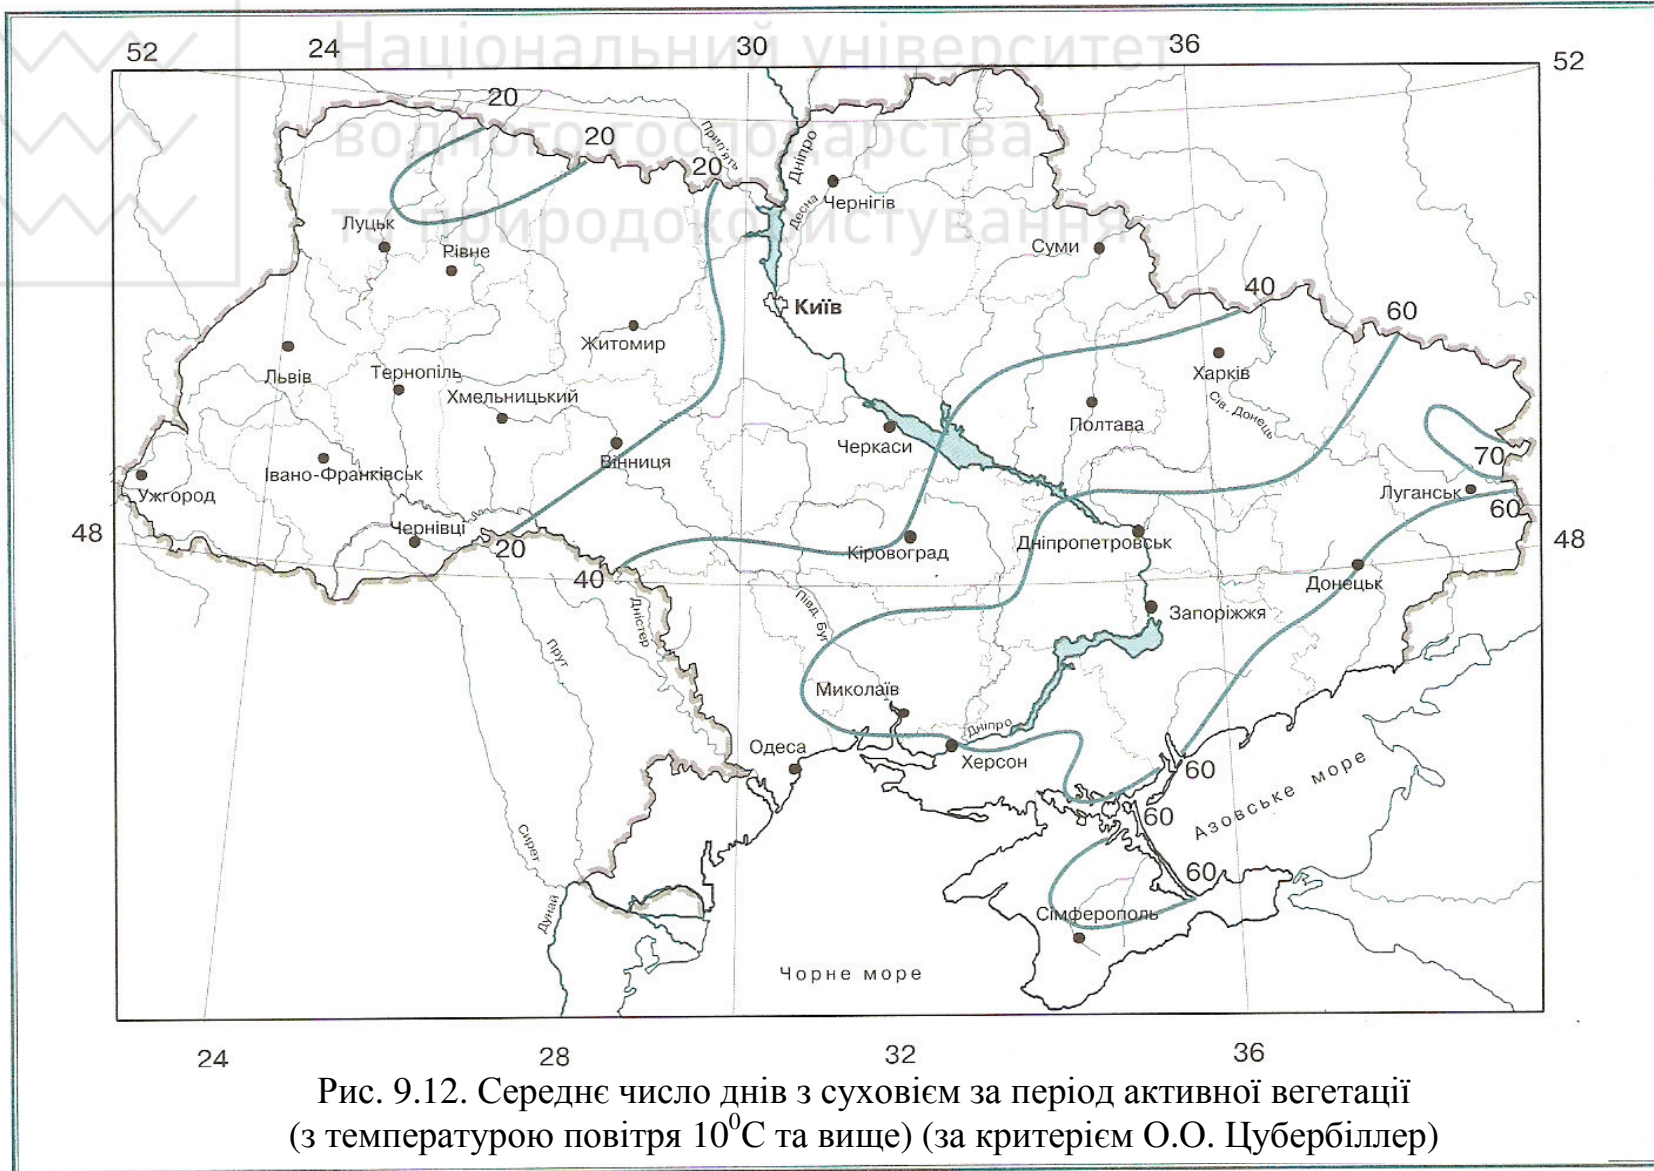 Національний університет
водного господарства
та природокористування
52
24
30
36
52
20
20
20
Прип'ять
Дніпро
Десна
Чернігів
Луцьк
Рівне
Суми
40
60
Київ
Житомир
Харків
Львів
Тернопіль
Хмельницький
Сів. Донець
Полтава
Черкаси
Вінниця
70
Івано-Франківськ
Ужгород
Луганськ
60
48
Чернівці
20
Кіровоград
Дніпропетровськ
48
40
Донецьк
Дністер
Півд. Буг
Запоріжжя
Прут
Миколаїв
Дніпро
Одеса
Херсон
60
Азовське море
60
Сирет
60
Дунай
Сімферополь
Чорне море
24
28
32
36
Рис. 9.12. Середнє число днів з суховієм за період активної вегетації
(з температурою повітря 10⁰С та вище) (за критерієм О.О. Цубербіллер)